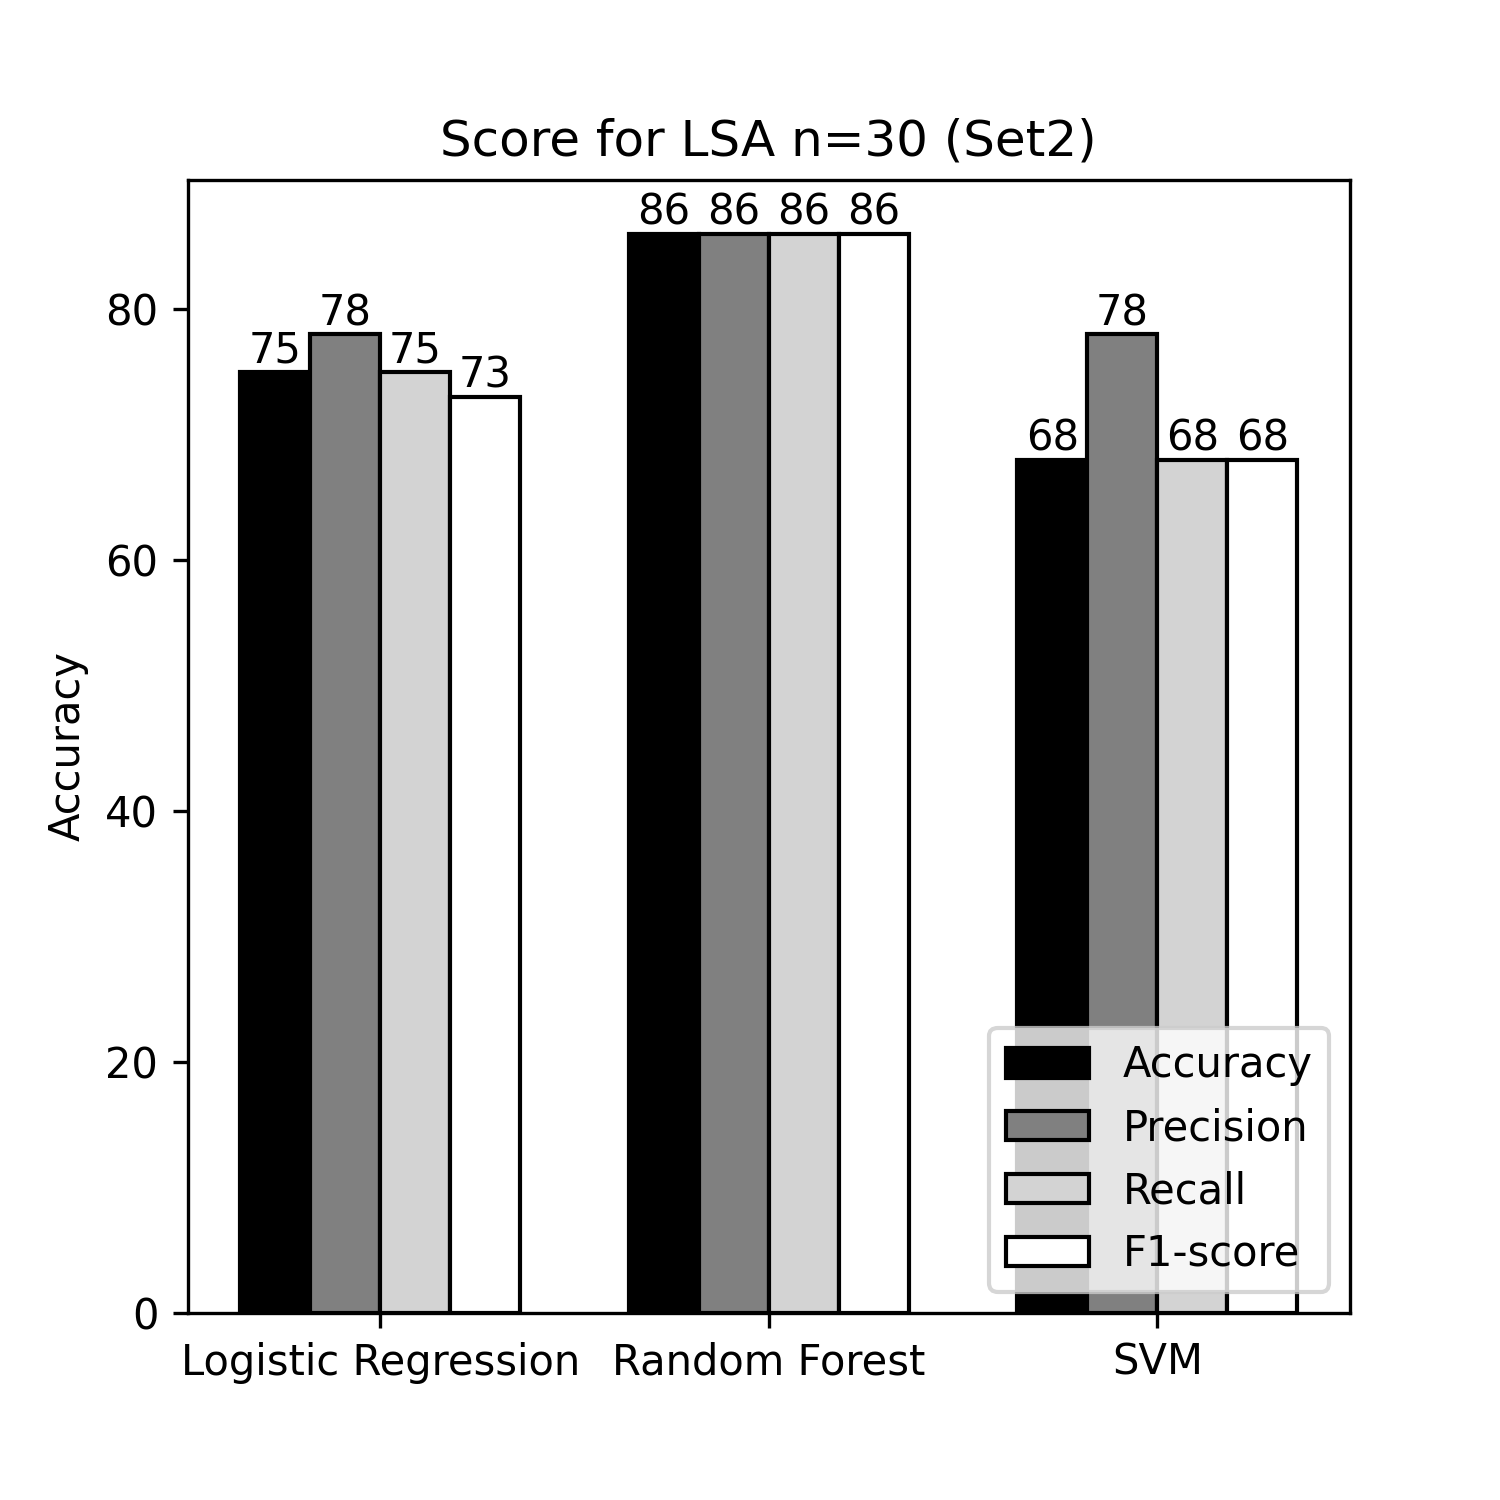 Score for LSA n=30 (Set2)
Accuracy
80
60
40
20
0
75
78
75
73
86
86
86
86
68
78
68
68
Accuracy
Precision
Recall
F1-score
Logistic Regression
Random Forest
SVM